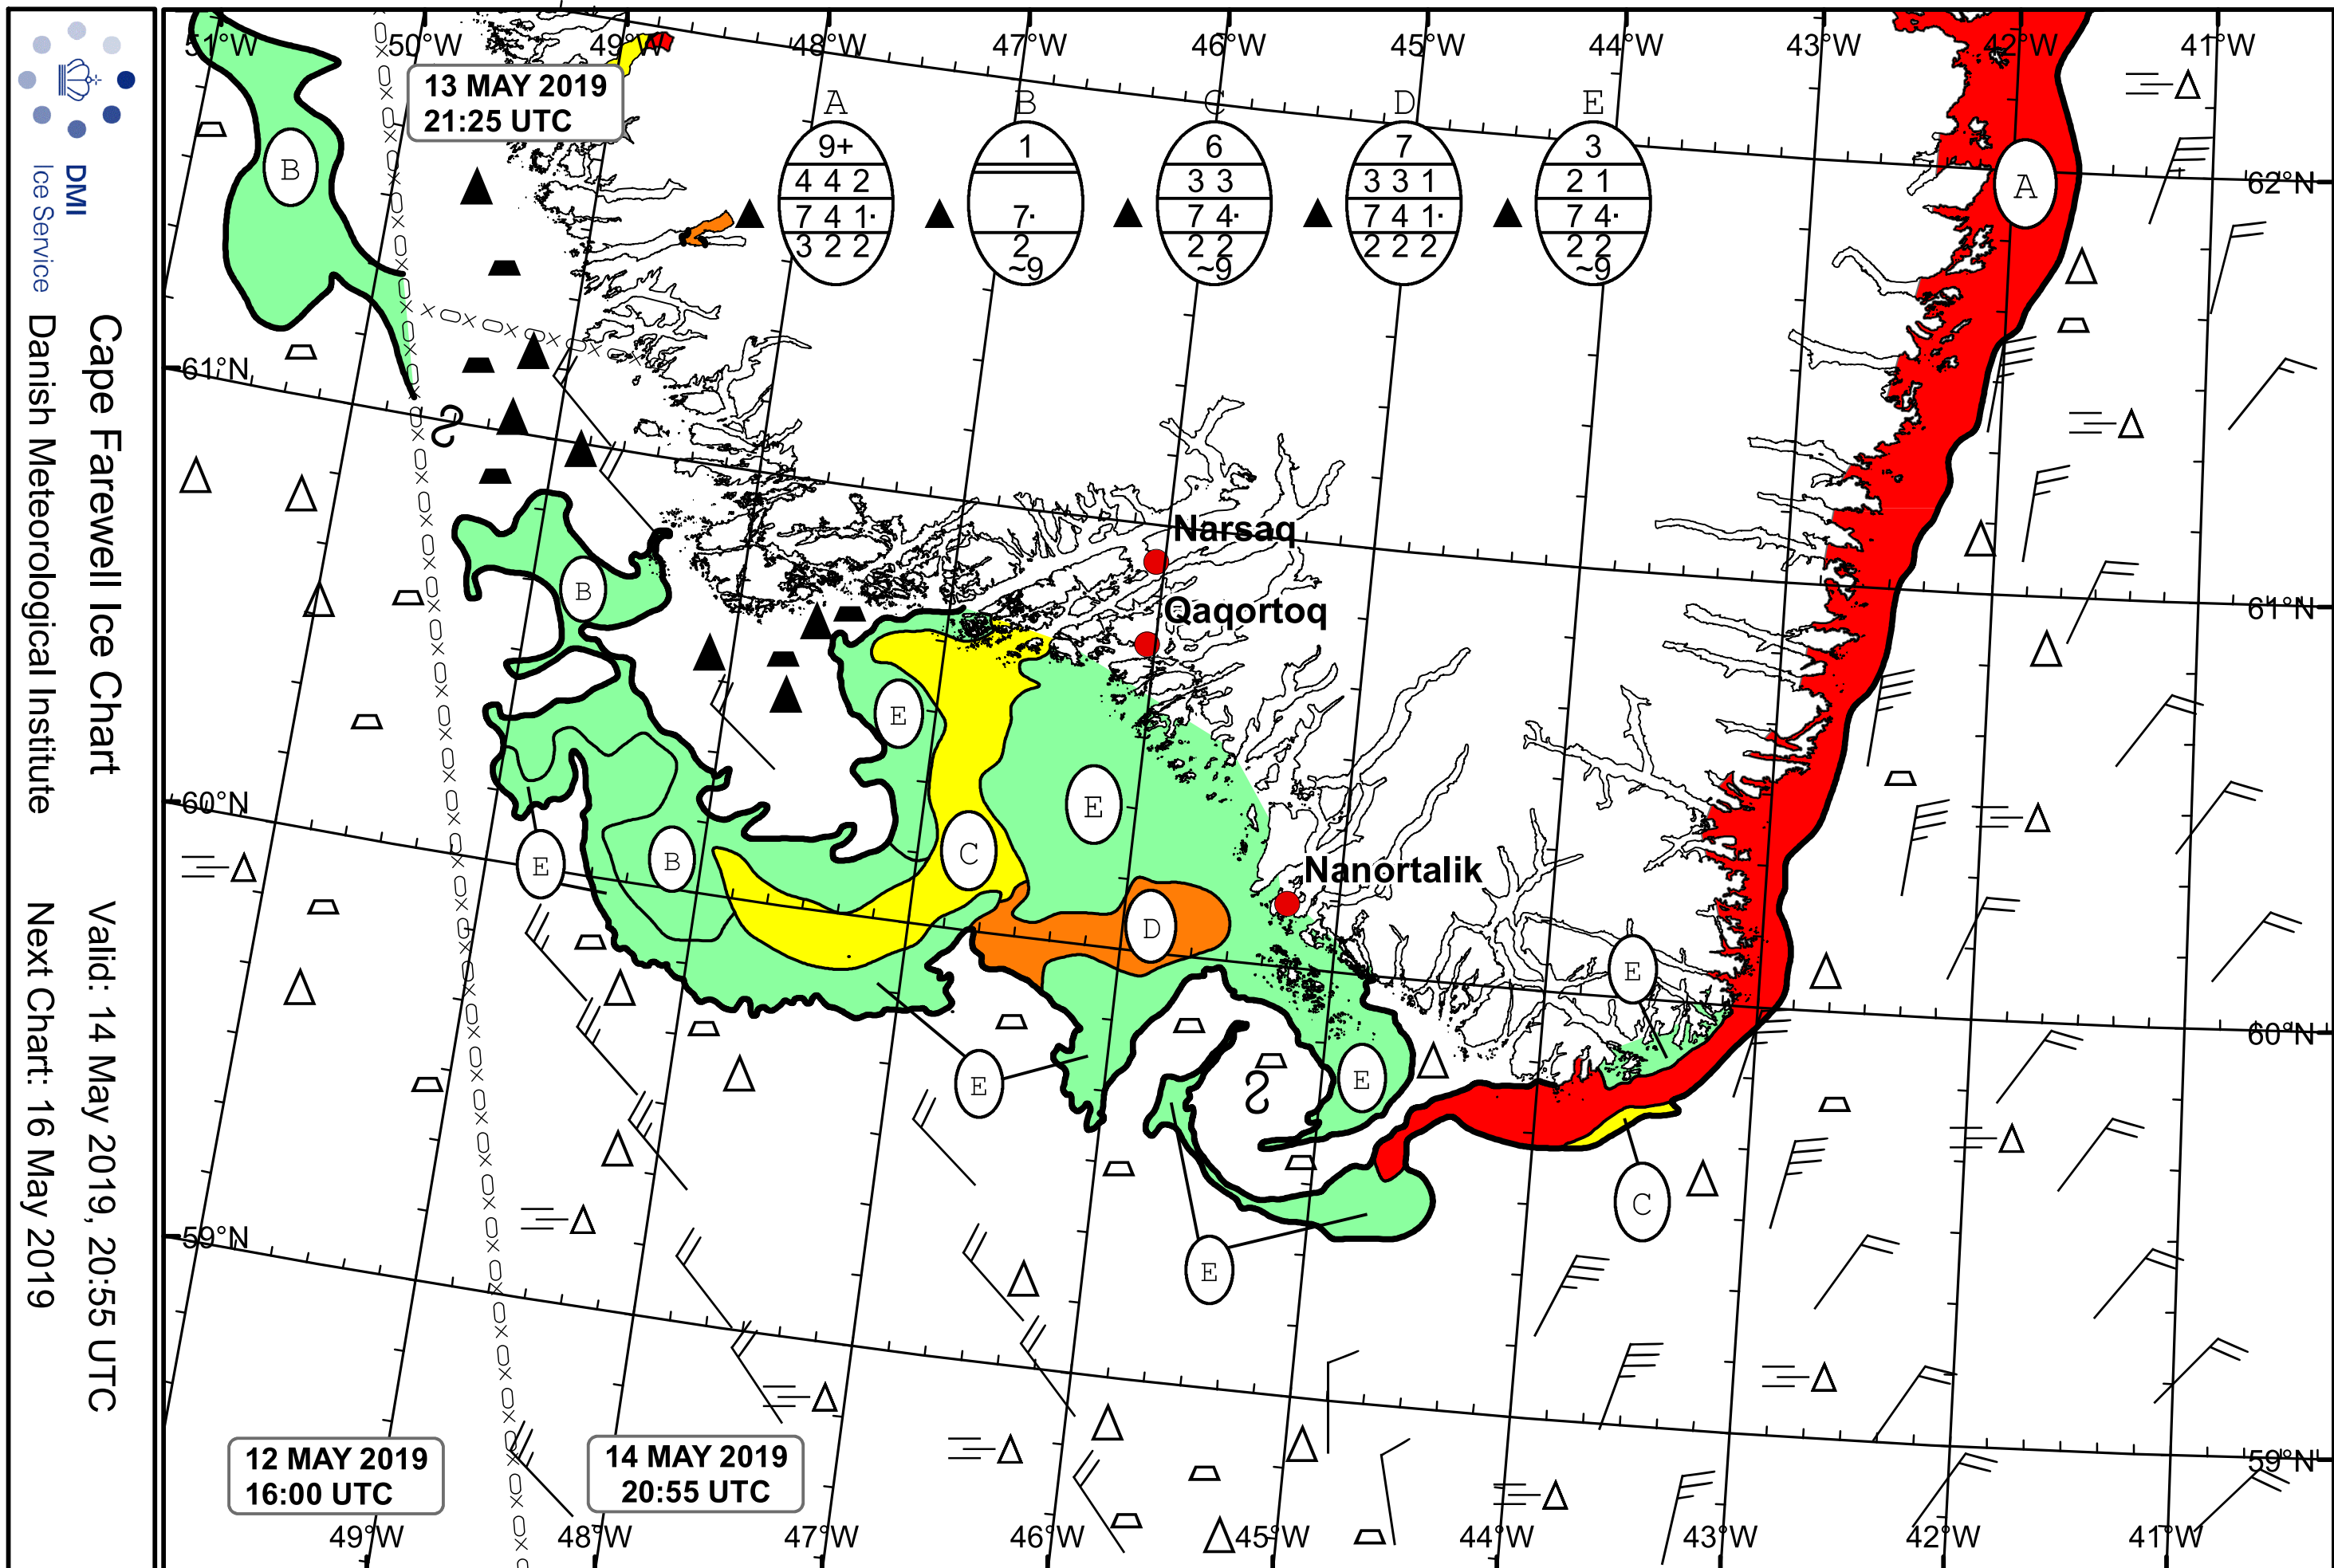 DMI
Ice Service
Cape Farewell Ice Chart
Danish Meteorological Institute
Valid: 14 May 2019, 20:55 UTC
Next Chart: 16 May 2019
51°W
50°W
49°W
48°W
47°W
46°W
45°W
44°W
43°W
42°W
41°W
13 MAY 2019
21:25 UTC
A
9+
4 4 2
7 4 1·
3 2 2
B
1
7·
2
~9
C
6
3 3
7 4·
2 2
~9
D
7
3 3 1
7 4 1·
2 2 2
E
3
2 1
7 4·
2 2
~9
B
A
62°N
61°N
Narsaq
B
Qaqortoq
61°N
E
E
60°N
C
B
E
Nanortalik
D
E
60°N
E
E
C
59°N
E
12 MAY 2019
16:00 UTC
14 MAY 2019
20:55 UTC
59°N
49°W
48°W
47°W
46°W
45°W
44°W
43°W
42°W
41°W